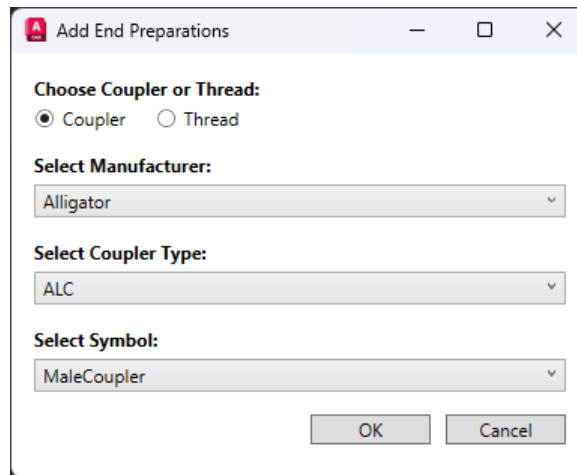 A
CAD
Add End Preparations
Choose Coupler or Thread:
Coupler Thread
Select Manufacturer:
Alligator
Select Coupler Type:
ALC
Select Symbol:
MaleCoupler
OK Cancel